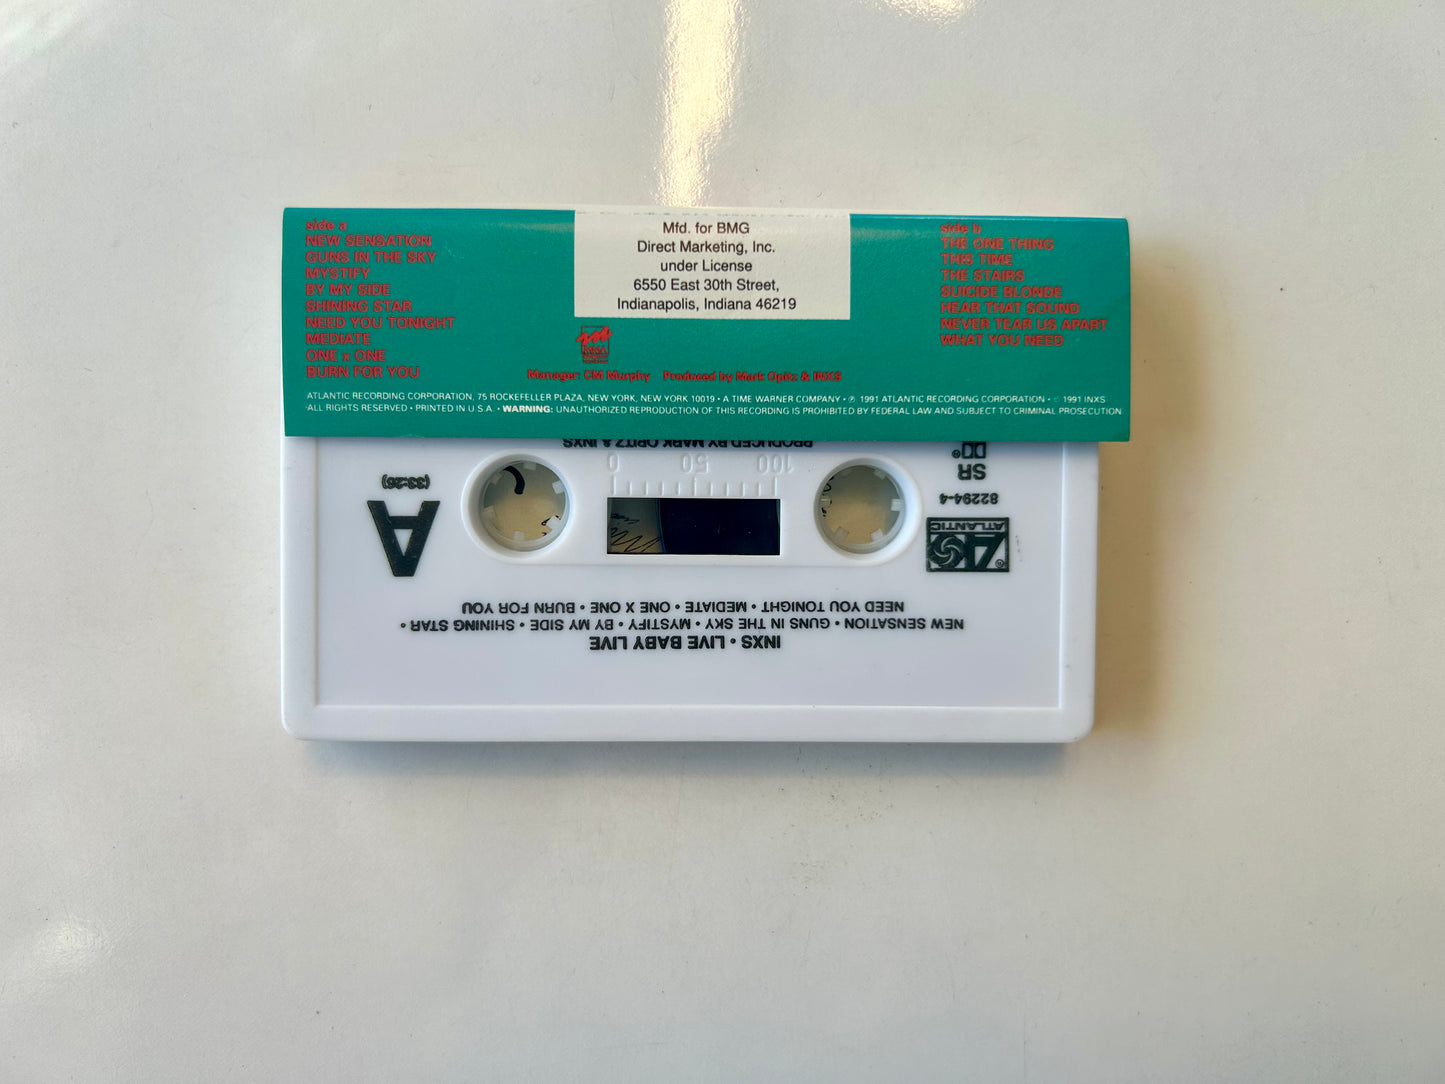 side a
NEW SENSATION
GUNS IN THE SKY
MYSTIFY
BY MY SIDE
SHINING STAR
NEED YOU TONIGHT
MEDIATE
ONE x ONE
BURN FOR YOU
Mfd. for BMG
Direct Marketing, Inc.
under License
6550 East 30th Street,
Indianapolis, Indiana 46219
side b
THE ONE THING
THIS TIME
THE STAIRS
SUICIDE BLONDE
HEAR THAT SOUND
NEVER TEAR US APART
WHAT YOU NEED
Manager: CM Murphy Produced by Mark Opitz & INXS
ATLANTIC RECORDING CORPORATION, 75 ROCKEFELLER PLAZA, NEW YORK, NEW YORK 10019 • A TIME WARNER COMPANY • ℗ 1991 ATLANTIC RECORDING CORPORATION • © 1991 INXS
ALL RIGHTS RESERVED • PRINTED IN U.S.A. • WARNING: UNAUTHORIZED REPRODUCTION OF THIS RECORDING IS PROHIBITED BY FEDERAL LAW AND SUBJECT TO CRIMINAL PROSECUTION
INXS • LIVE BABY LIVE
NEW SENSATION • GUNS IN THE SKY • MYSTIFY • BY MY SIDE • SHINING STAR •
NEED YOU TONIGHT • MEDIATE • ONE X ONE • BURN FOR YOU
ATLANTIC
82294-4
SR
A
(33:26)
100 50 0
PRODUCED BY MARK OPITZ & INXS